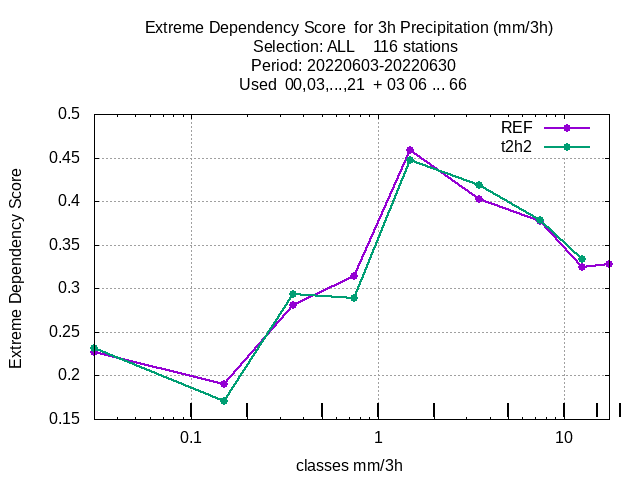 Extreme Dependency Score  for 3h Precipitation (mm/3h)
Selection: ALL    116 stations
Period: 20220603-20220630
Used  00,03,...,21  + 03 06 ... 66
REF
t2h2
Extreme Dependency Score
0.5
0.45
0.4
0.35
0.3
0.25
0.2
0.15
0.1
1
10
classes mm/3h